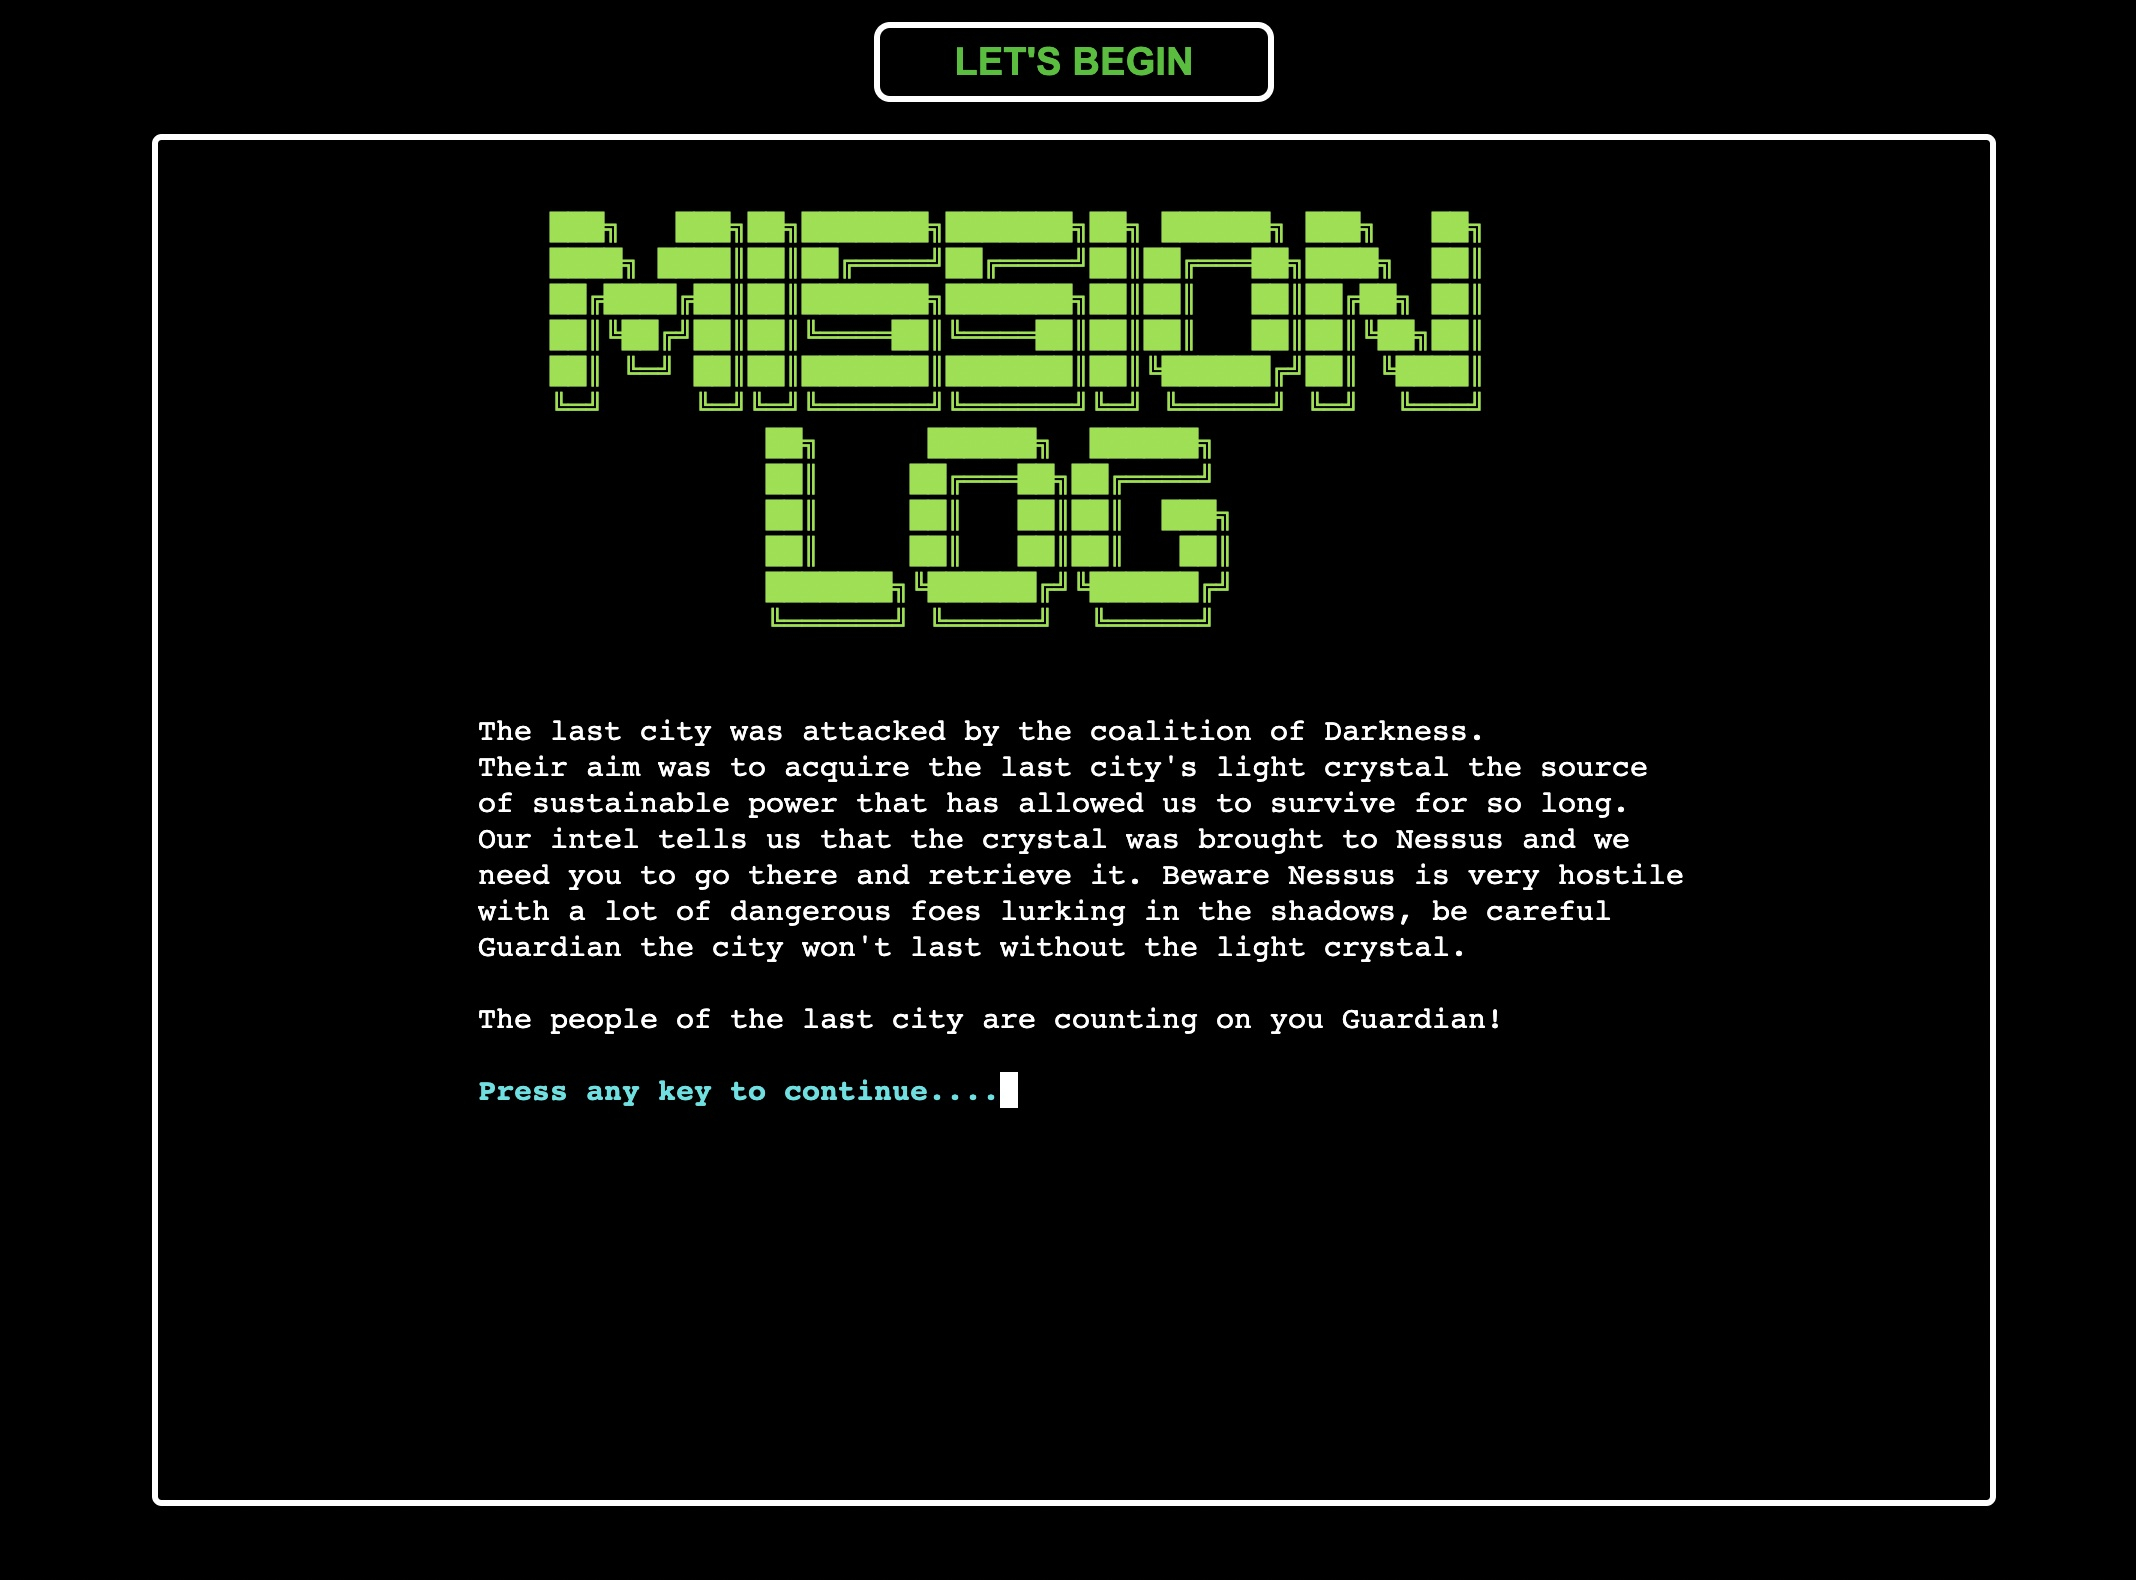 LET'S BEGIN
MISSION
LOG
The last city was attacked by the coalition of Darkness.
Their aim was to acquire the last city's light crystal the source
of sustainable power that has allowed us to survive for so long.
Our intel tells us that the crystal was brought to Nessus and we
need you to go there and retrieve it. Beware Nessus is very hostile
with a lot of dangerous foes lurking in the shadows, be careful
Guardian the city won't last without the light crystal.
The people of the last city are counting on you Guardian!
Press any key to continue....